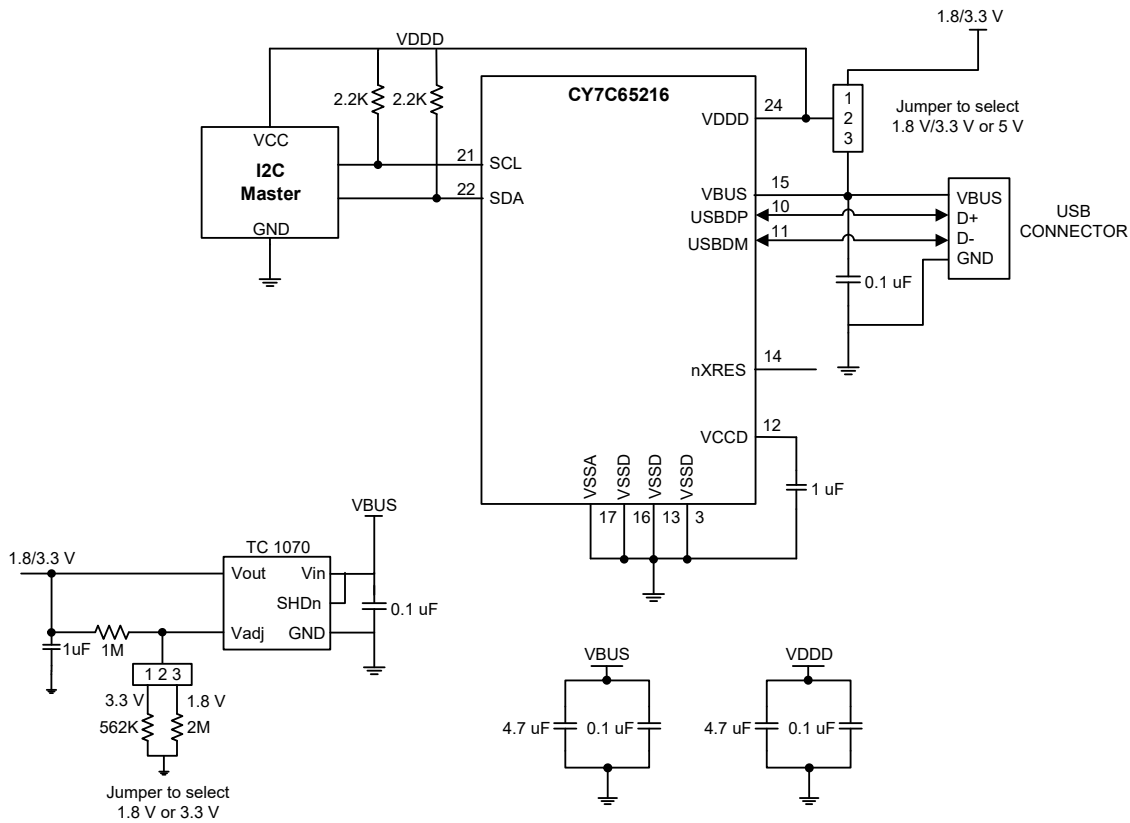 1.8/3.3 V
VDDD
CY7C65216
2.2K 2.2K
VDDD 24
1
2
3
Jumper to select
1.8 V/3.3 V or 5 V
VCC
I2C
Master
GND
21 SCL
22 SDA
VBUS 15
USBDP 10
USBDM 11
VBUS
D+
D-
GND
USB
CONNECTOR
0.1 uF
nXRES 14
VCCD 12
1 uF
VSSA
VSSD
VSSD
VSSD
17 16 13 3
VBUS
1.8/3.3 V
TC 1070
Vout Vin
SHDn
Vadj GND
0.1 uF
1uF 1M
1 2 3
3.3 V 1.8 V
562K 2M
Jumper to select
1.8 V or 3.3 V
VBUS
4.7 uF 0.1 uF
VDDD
4.7 uF 0.1 uF